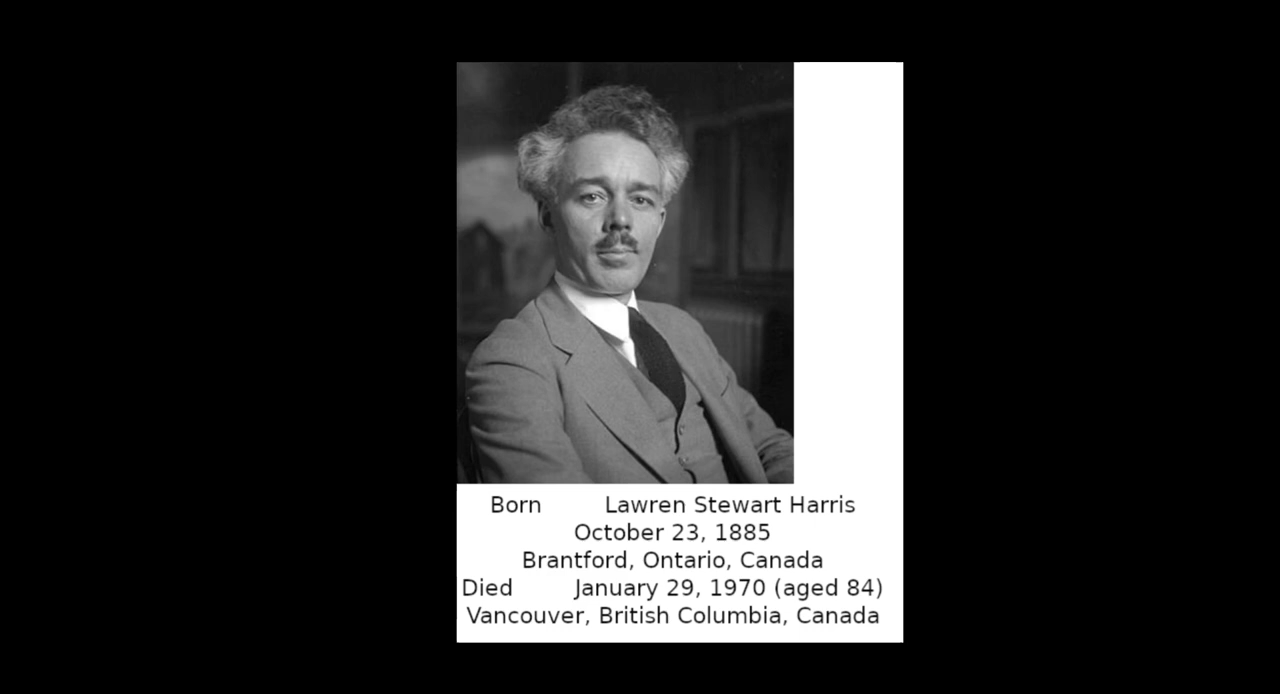 Born Lawren Stewart Harris
October 23, 1885
Brantford, Ontario, Canada
Died January 29, 1970 (aged 84)
Vancouver, British Columbia, Canada